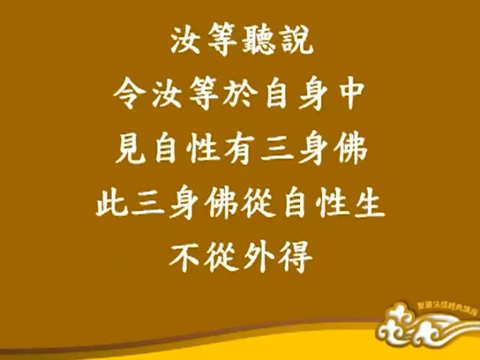 汝等聽說
令汝等於自身中
見自性有三身佛
此三身佛從自性生
不從外得